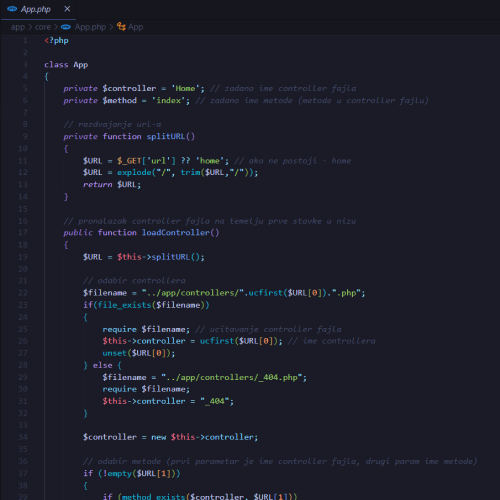 App.php ×
app > core > App.php > App
1 <?php
2
3 class App
4 {
5 private $controller = 'Home'; // zadano ime controller fajla
6 private $method = 'index'; // zadano ime metode (metode u controller fajlu)
7
8 // razdvajanje url-a
9 private function splitURL()
10 {
11 $URL = $_GET['url'] ?? 'home'; // ako ne postoji - home
12 $URL = explode("/", trim($URL,"/"));
13 return $URL;
14 }
15
16 // pronalazak controller fajla na temelju prve stavke u nizu
17 public function loadController()
18 {
19 $URL = $this->splitURL();
20
21 // odabir controllera
22 $filename = "../app/controllers/".ucfirst($URL[0]).".php";
23 if(file_exists($filename))
24 {
25 require $filename; // ucitavanje controller fajla
26 $this->controller = ucfirst($URL[0]); // ime controllera
27 unset($URL[0]);
28 } else {
29 $filename = "../app/controllers/_404.php";
30 require $filename;
31 $this->controller = "_404";
32 }
33
34 $controller = new $this->controller;
35
36 // odabir metode (prvi parametar je ime controller fajla, drugi param ime metode)
37 if (!empty($URL[1]))
38 {
39 if (method_exists($controller, $URL[1]))